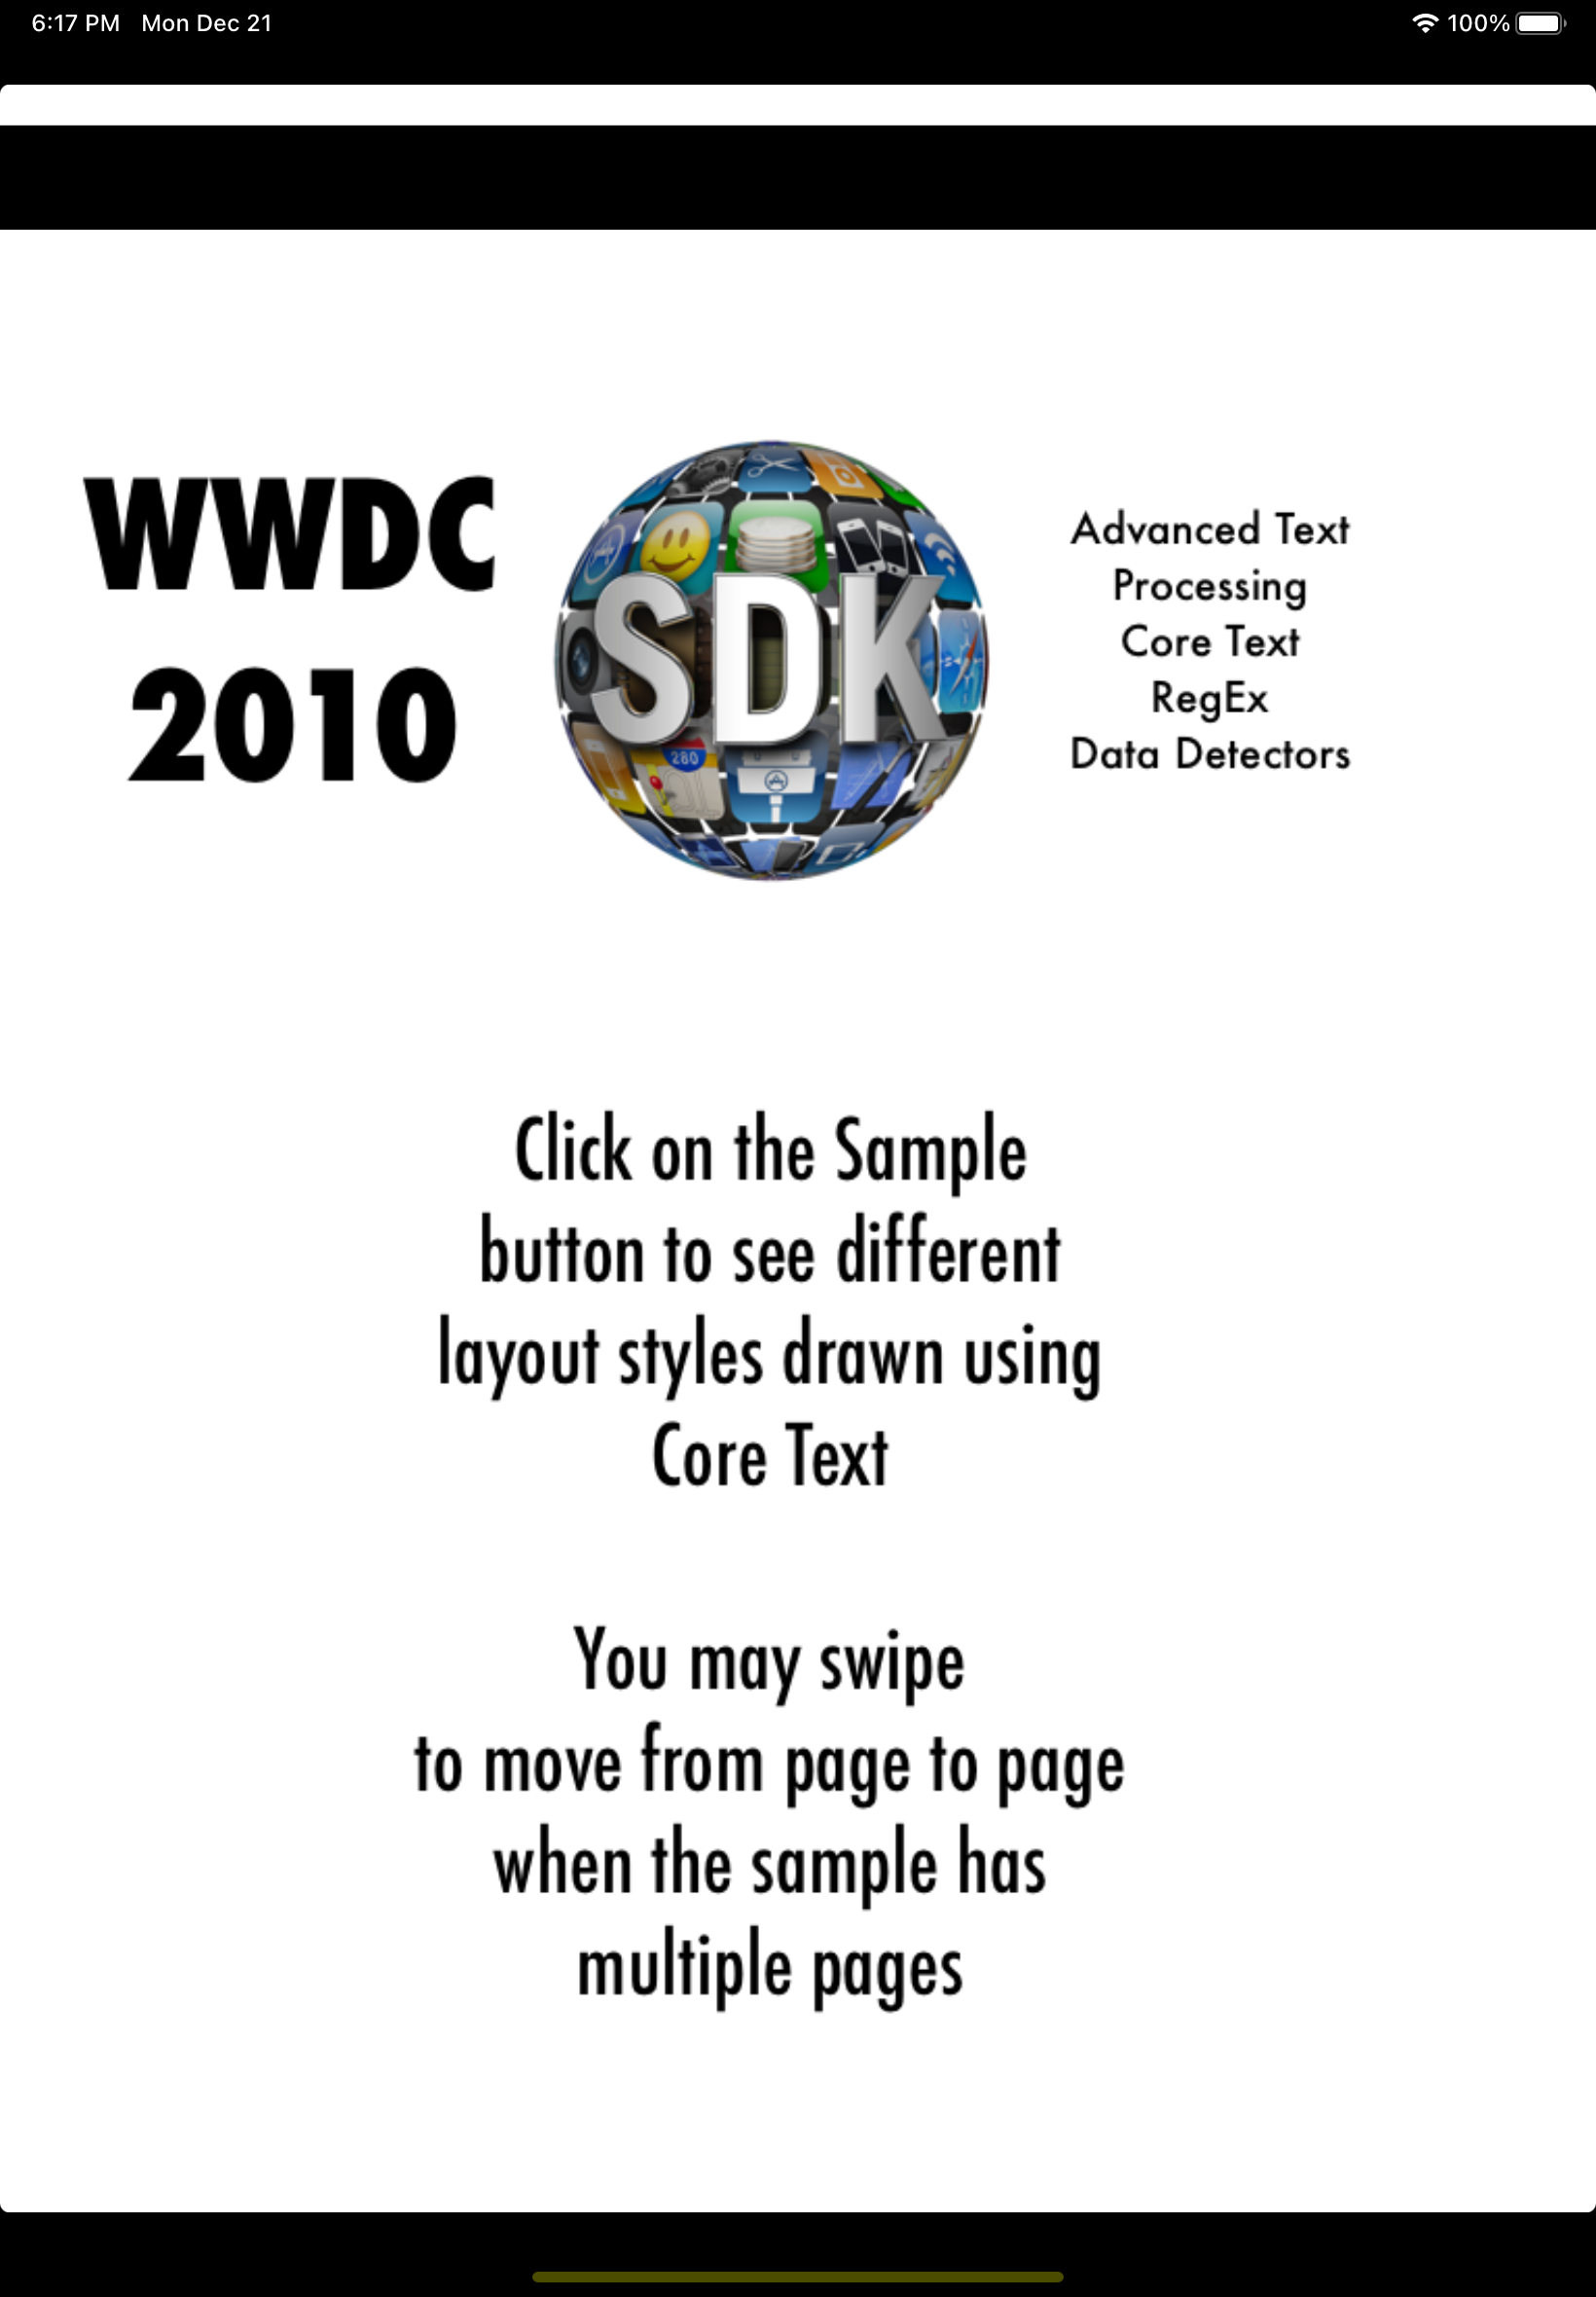 6:17 PM Mon Dec 21 100%
WWDC
2010
SDK
280
Advanced Text
Processing
Core Text
RegEx
Data Detectors
Click on the Sample
button to see different
layout styles drawn using
Core Text
You may swipe
to move from page to page
when the sample has
multiple pages